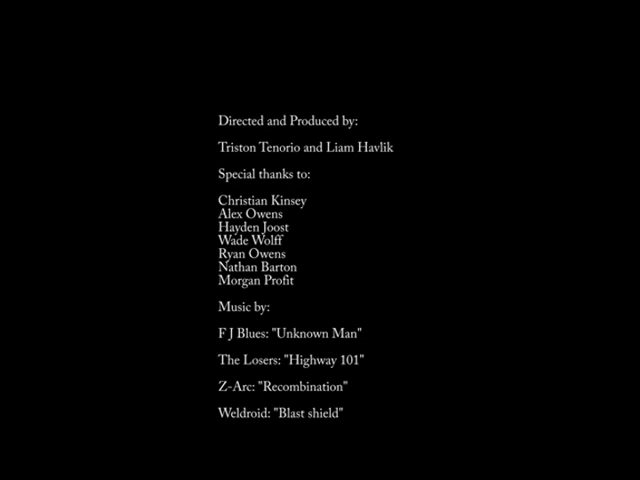 Directed and Produced by:
Triston Tenorio and Liam Havlik
Special thanks to:
Christian Kinsey
Alex Owens
Hayden Joost
Wade Wolff
Ryan Owens
Nathan Barton
Morgan Profit
Music by:
F J Blues: "Unknown Man"
The Losers: "Highway 101"
Z-Arc: "Recombination"
Weldroid: "Blast shield"